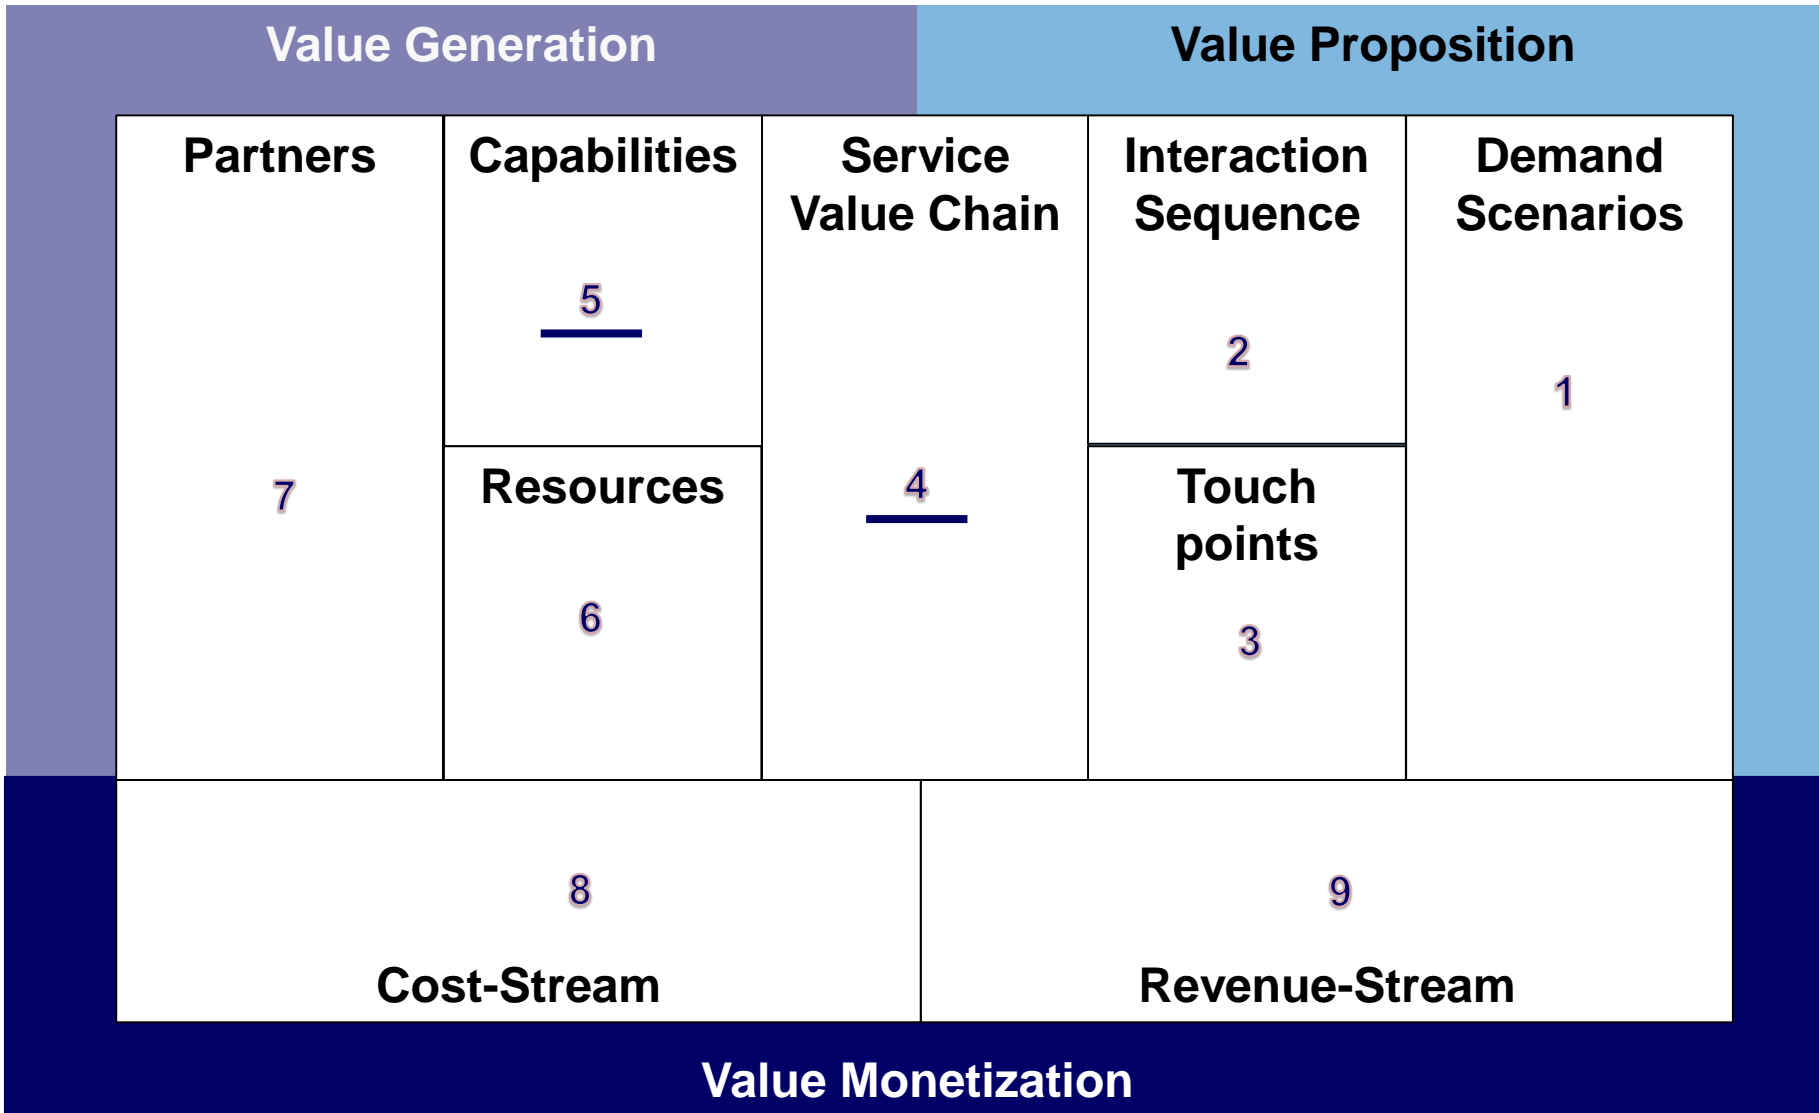 Value Generation
Value Proposition
Partners
Capabilities
Service
Value Chain
Interaction
Sequence
Demand
Scenarios
5
2
1
7
Resources
4
Touch
points
6
3
8
9
Cost-Stream
Revenue-Stream
Value Monetization